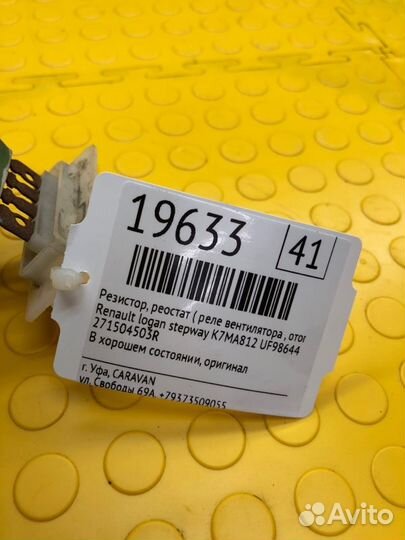 19633
41
Резистор, реостат ( реле вентилятора , отог
Renault logan stepway K7MA812 UF98644
271504503R
В хорошем состоянии, оригинал
г. Уфа, CARAVAN
ул. Свободы 69А, +79373509055
Avito